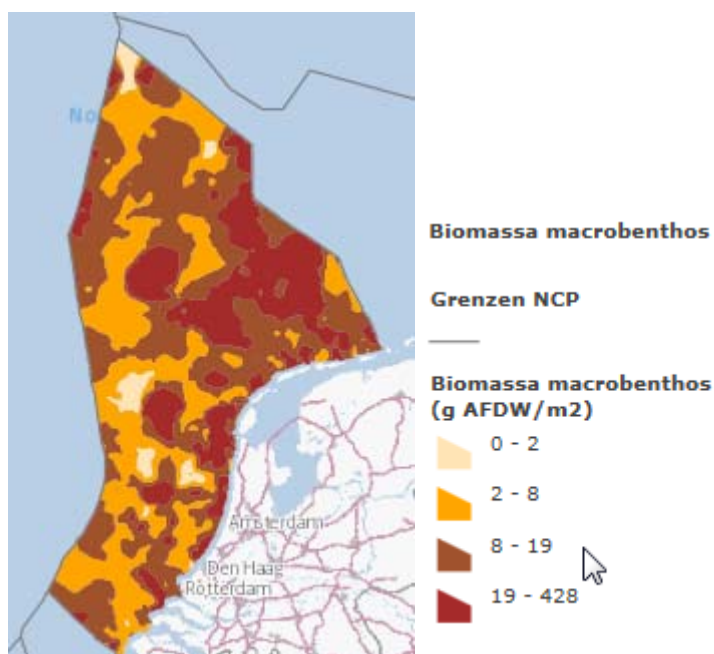 No
Amsterdam
Den Haag
Rotterdam
Biomassa macrobenthos
Grenzen NCP
Biomassa macrobenthos
(g AFDW/m2)
0 - 2
2 - 8
8 - 19
19 - 428